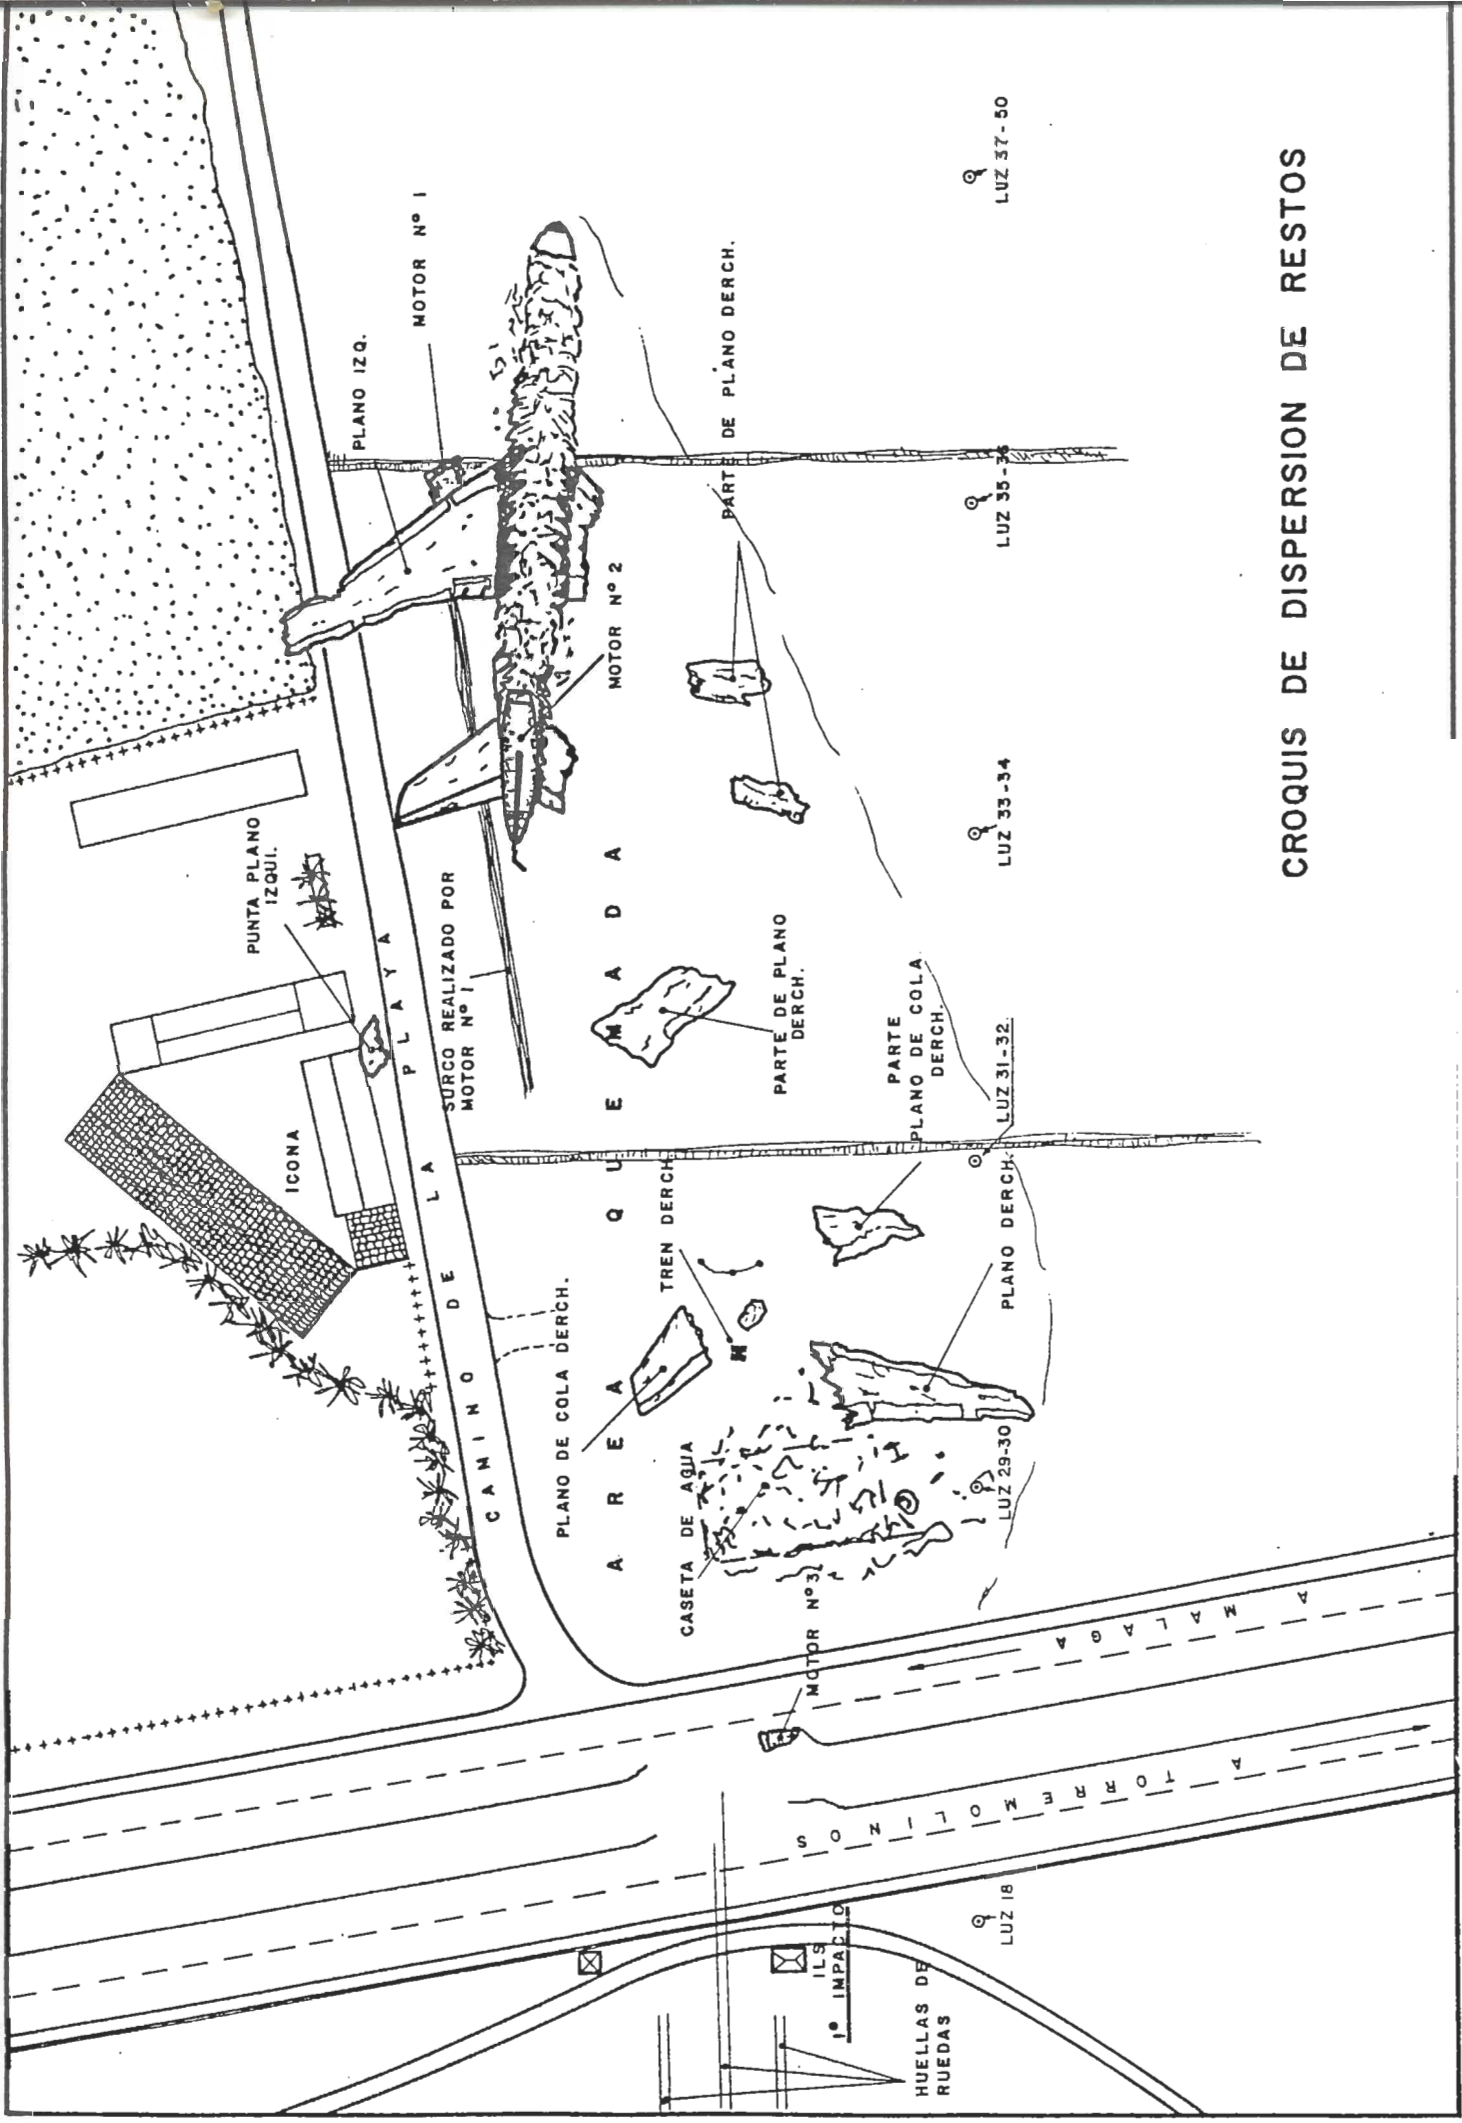 CROQUIS DE DISPERSION DE RESTOS
PUNTA PLANO
IZQUI.
PLANO IZQ.
MOTOR Nº 1
ICONA
CAMINO DE LA PLAYA
SURCO REALIZADO POR
MOTOR Nº 1
MOTOR Nº 2
PLANO DE COLA DERCH.
AREA QUEMADA
TREN DERCH.
CASETA DE AGUA
PARTE DE PLANO
DERCH.
PARTE DE PLANO DERCH.
MOTOR Nº 3
PARTE
PLANO DE COLA
DERCH.
PLANO DERCH.
ILS
1º IMPACTO
HUELLAS DE
RUEDAS
LUZ 18
LUZ 29-30
LUZ 31-32
LUZ 33-34
LUZ 35-36
LUZ 37-50
A TORREMOLINOS
A MALAGA